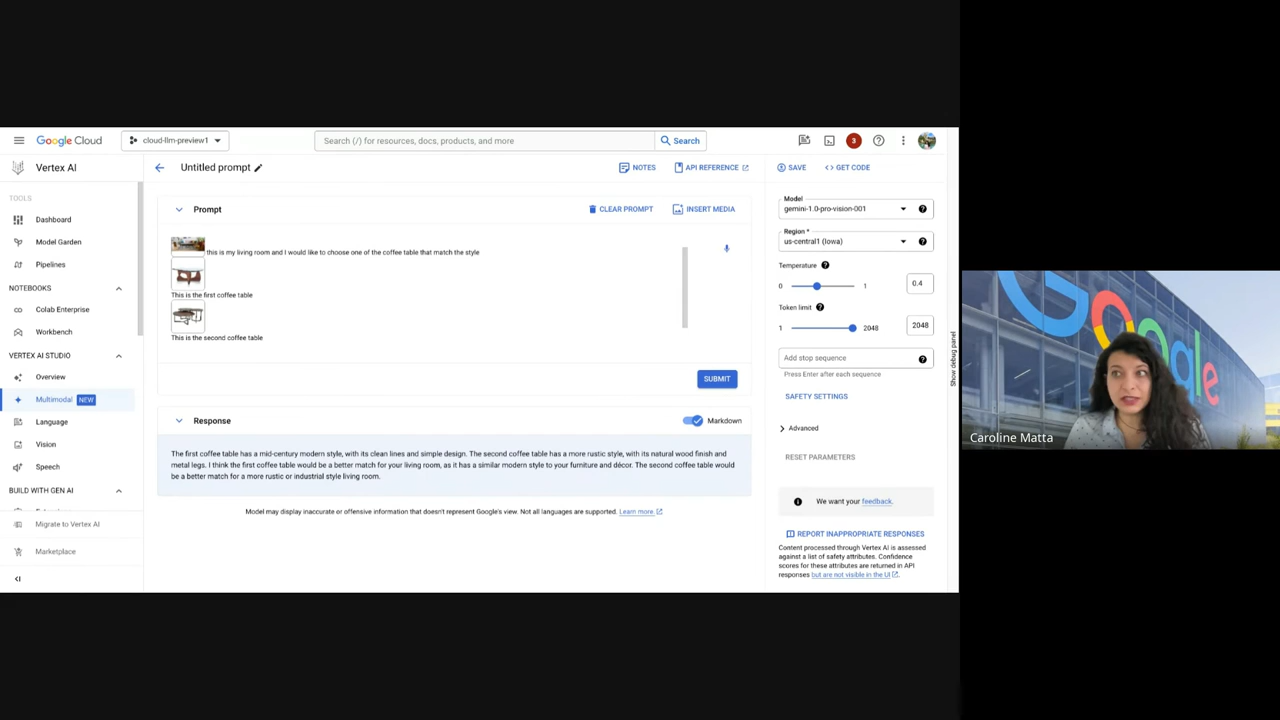 Google Cloud
cloud-llm-preview1
Search (/) for resources, docs, products, and more
Search
3
Vertex AI
Untitled prompt
NOTES
API REFERENCE
SAVE
GET CODE
TOOLS
Dashboard
Model Garden
Pipelines
NOTEBOOKS
Colab Enterprise
Workbench
VERTEX AI STUDIO
Overview
Multimodal NEW
Language
Vision
Speech
BUILD WITH GEN AI
Migrate to Vertex AI
Marketplace
Prompt
CLEAR PROMPT
INSERT MEDIA
this is my living room and I would like to choose one of the coffee table that match the style
This is the first coffee table
This is the second coffee table
SUBMIT
Response
Markdown
The first coffee table has a mid-century modern style, with its clean lines and simple design. The second coffee table has a more rustic style, with its natural wood finish and
metal legs. I think the first coffee table would be a better match for your living room, as it has a similar modern style to your furniture and décor. The second coffee table would
be a better match for a more rustic or industrial style living room.
Model may display inaccurate or offensive information that doesn't represent Google's view. Not all languages are supported. Learn more.
Model
gemini-1.0-pro-vision-001
Region *
us-central1 (Iowa)
Temperature
0 1 0.4
Token limit
1 2048 2048
Add stop sequence
Press Enter after each sequence
SAFETY SETTINGS
Advanced
RESET PARAMETERS
We want your feedback.
REPORT INAPPROPRIATE RESPONSES
Content processed through Vertex AI is assessed
against a list of safety attributes. Confidence
scores for these attributes are returned in API
responses but are not visible in the UI.
Show debug panel
Google
Caroline Matta